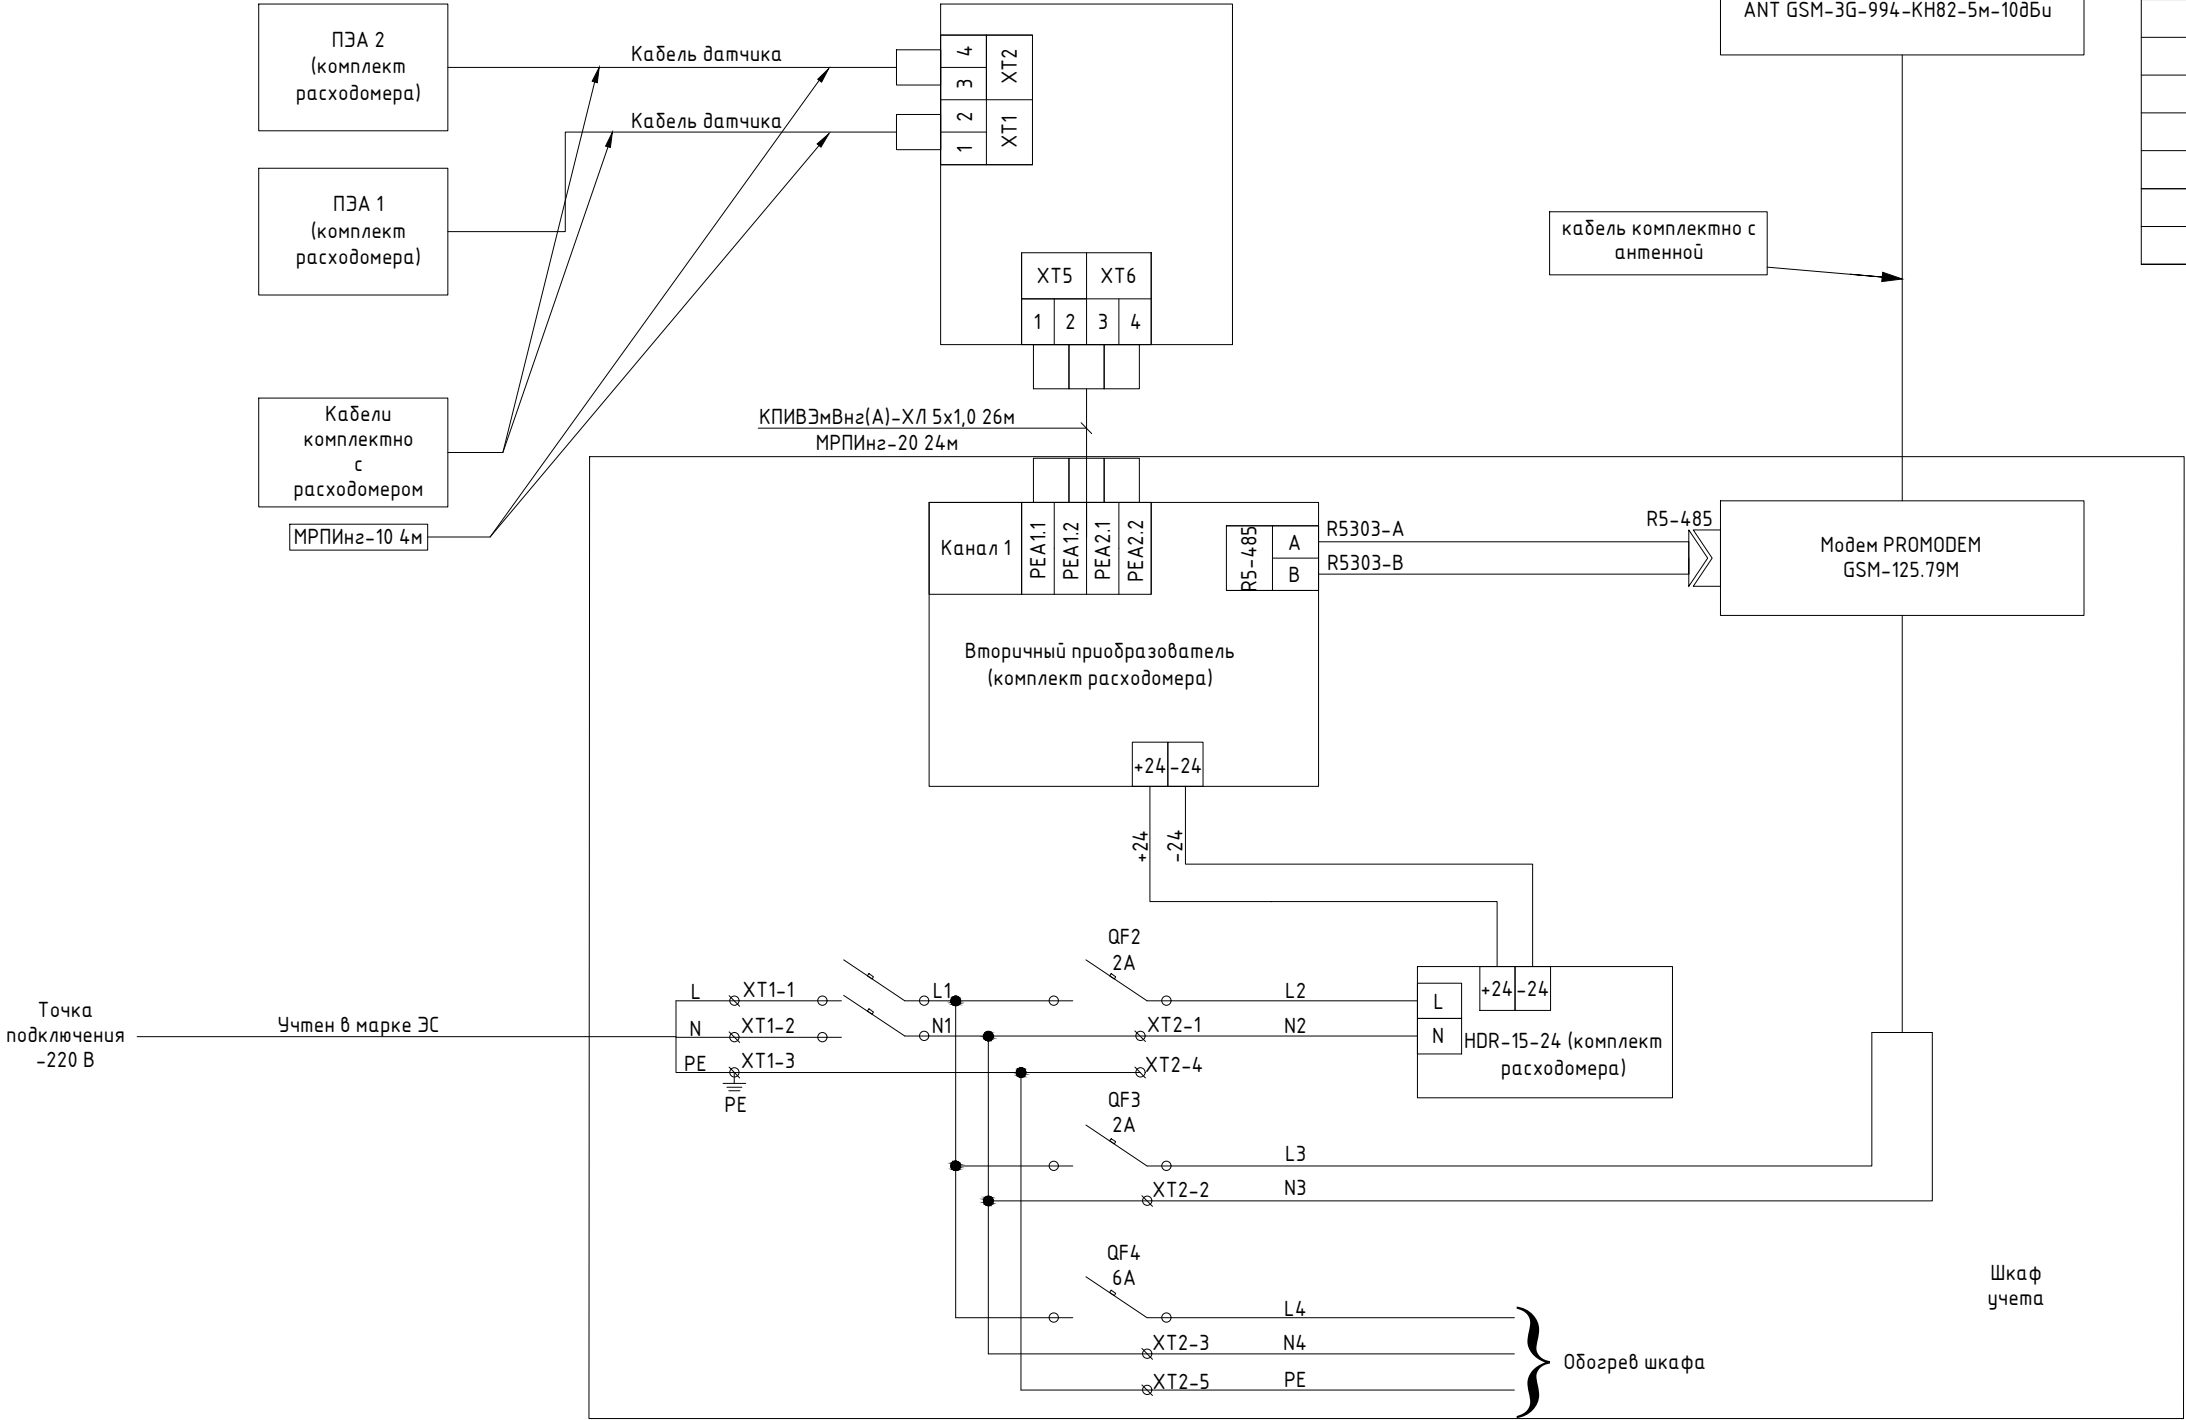 ANT GSM-3G-994-КН82-5м-10дБи
ПЭА 2
(комплект
расходомера)
Кабель датчика
4
3
XT2
Кабель датчика
2
1
XT1
ПЭА 1
(комплект
расходомера)
кабель комплектно с
антенной
XT5
XT6
1
2
3
4
Кабели
комплектно
с
расходомером
КПИВЭмВнг(А)-ХЛ 5х1,0 26м
МРПИнг-20 24м
МРПИнг-10 4м
Канал 1
PEA1.1
PEA1.2
PEA2.1
PEA2.2
R5-485
A
B
R5303-A
R5303-B
R5-485
Модем PROMODEM
GSM-125.79M
Вторичный приобразователь
(комплект расходомера)
+24
-24
+24
-24
QF2
2A
Точка
подключения
-220 В
Учтен в марке ЭС
L
XT1-1
L1
L2
N
XT1-2
N1
XT2-1
N2
PE
XT1-3
XT2-4
PE
+24
-24
L
N
HDR-15-24 (комплект
расходомера)
QF3
2A
L3
XT2-2
N3
QF4
6A
L4
XT2-3
N4
XT2-5
PE
Обогрев шкафа
Шкаф
учета